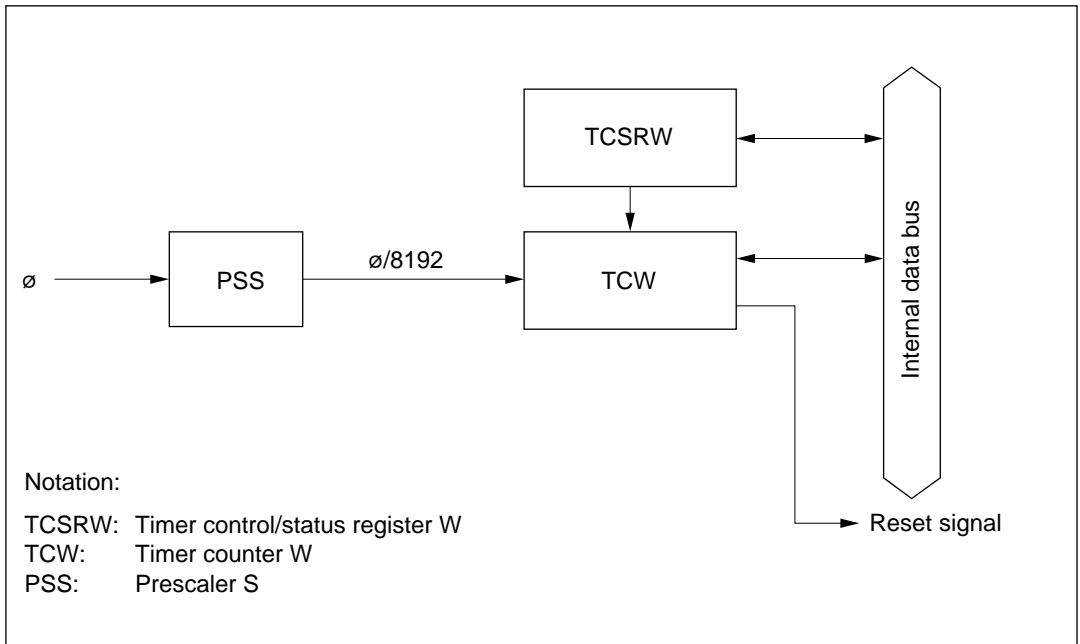 TCSRW
ø
PSS
ø/8192
TCW
Internal data bus
Notation:
TCSRW: Timer control/status register W
TCW: Timer counter W
PSS: Prescaler S
Reset signal